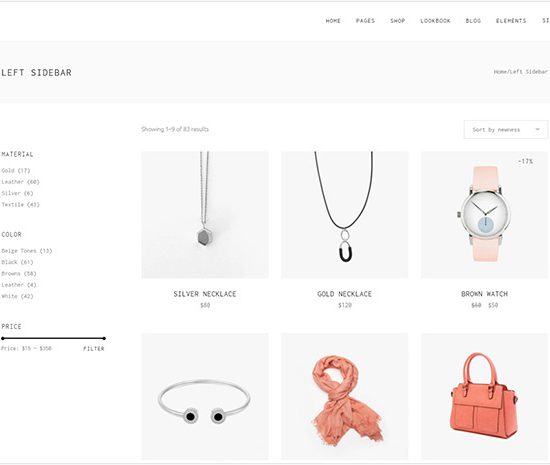 HOME PAGES SHOP LOOKBOOK BLOG ELEMENTS
LEFT SIDEBAR
Home/Left Sidebar
Showing 1–9 of 83 results
Sort by newness
MATERIAL
Gold (17)
Leather (60)
Silver (6)
Textile (42)
COLOR
Beige Tones (13)
Black (61)
Browns (58)
Leather (4)
White (42)
PRICE
Price: $15 — $350
FILTER
SILVER NECKLACE
$80
GOLD NECKLACE
$120
-17%
BROWN WATCH
$60 $50